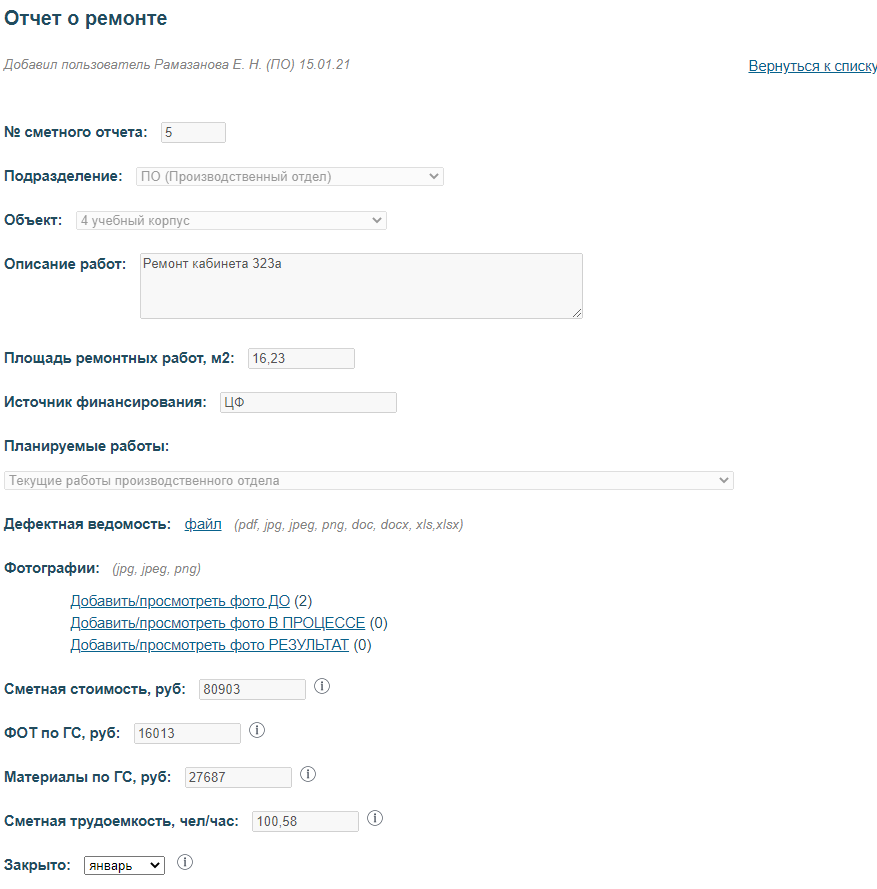 Отчет о ремонте
Добавил пользователь Рамазанова Е. Н. (ПО) 15.01.21
Вернуться к списку
№ сметного отчета: 5
Подразделение: ПО (Производственный отдел)
Объект: 4 учебный корпус
Описание работ: Ремонт кабинета 323а
Площадь ремонтных работ, м2: 16,23
Источник финансирования: ЦФ
Планируемые работы:
Текущие работы производственного отдела
Дефектная ведомость: файл (pdf, jpg, jpeg, png, doc, docx, xls,xlsx)
Фотографии: (jpg, jpeg, png)
Добавить/просмотреть фото ДО (2)
Добавить/просмотреть фото В ПРОЦЕССЕ (0)
Добавить/просмотреть фото РЕЗУЛЬТАТ (0)
Сметная стоимость, руб: 80903
ФОТ по ГС, руб: 16013
Материалы по ГС, руб: 27687
Сметная трудоемкость, чел/час: 100,58
Закрыто: январь